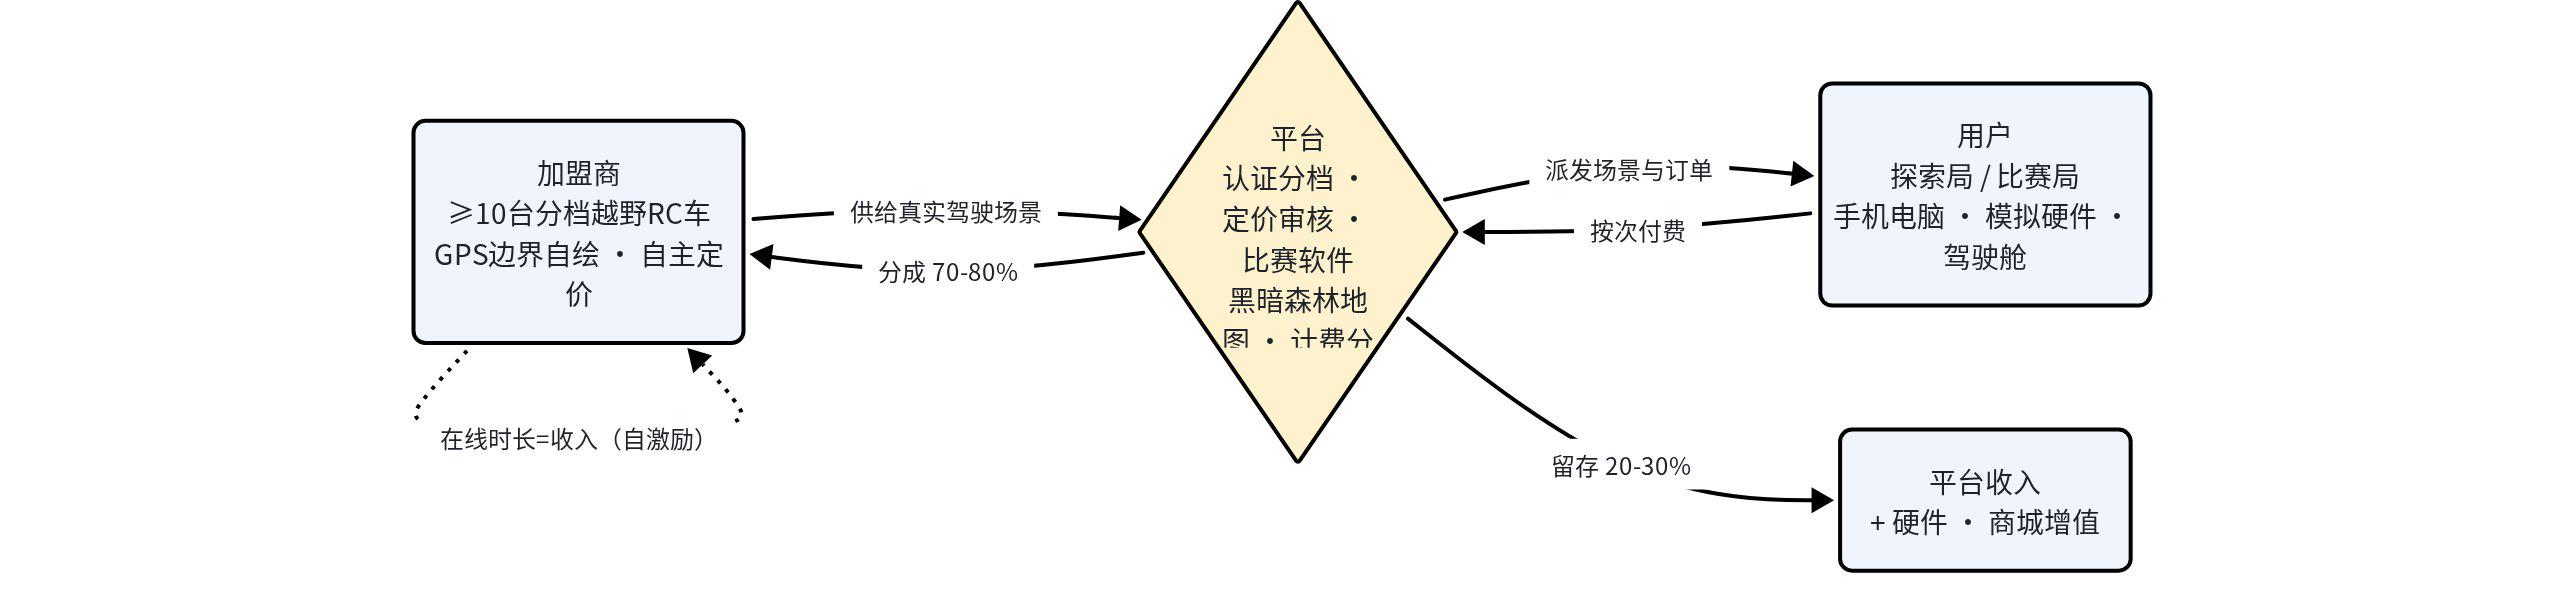 加盟商
≥10台分档越野RC车
GPS边界自绘 · 自主定
价
供给真实驾驶场景
分成 70-80%
在线时长=收入（自激励）
平台
认证分档 ·
定价审核 ·
比赛软件
黑暗森林地
图 · 计费分
派发场景与订单
按次付费
留存 20-30%
用户
探索局 / 比赛局
手机电脑 · 模拟硬件 ·
驾驶舱
平台收入
+ 硬件 · 商城增值